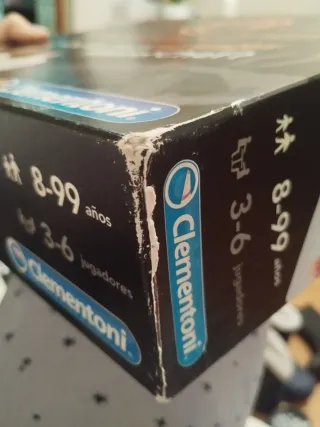 Clementoni
8-99 años
3-6 jugadores
Clementoni
8-99 años
3-6 jugadores
Clementoni